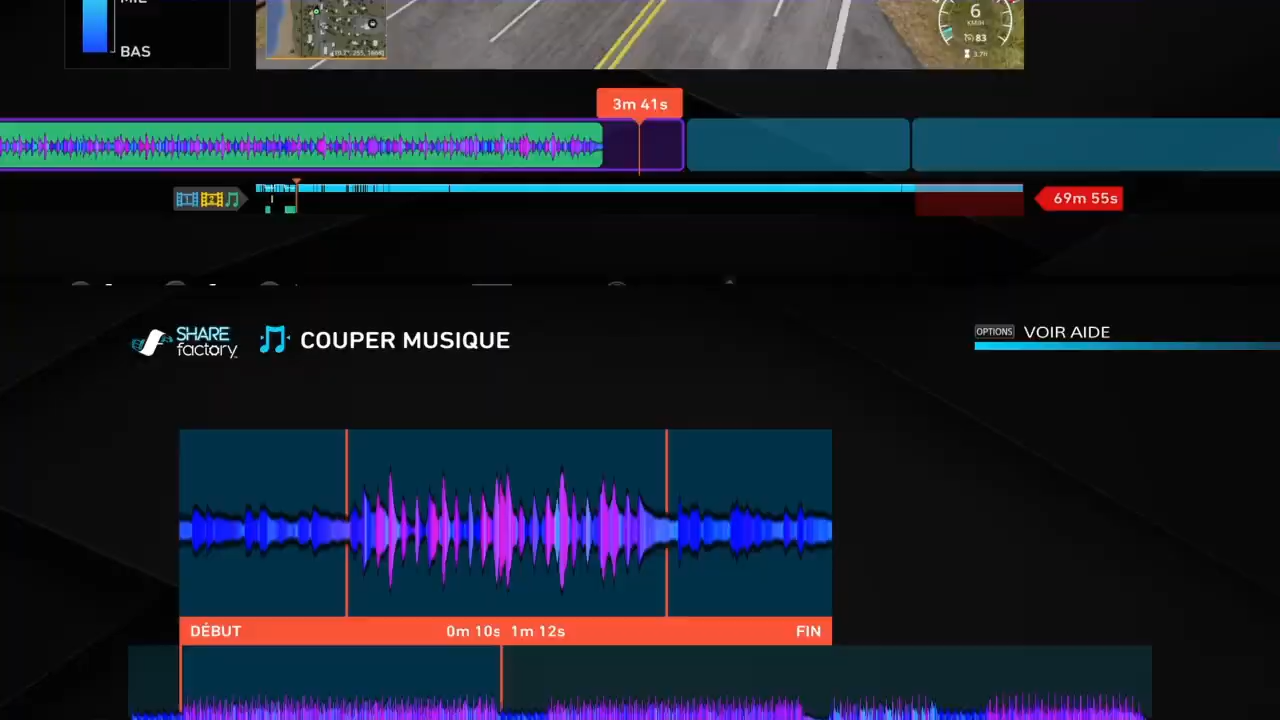 BAS
6
KM/H
83
3m 41s
69m 55s
SHARE
factory
COUPER MUSIQUE
OPTIONS VOIR AIDE
DÉBUT 0m 10s 1m 12s FIN